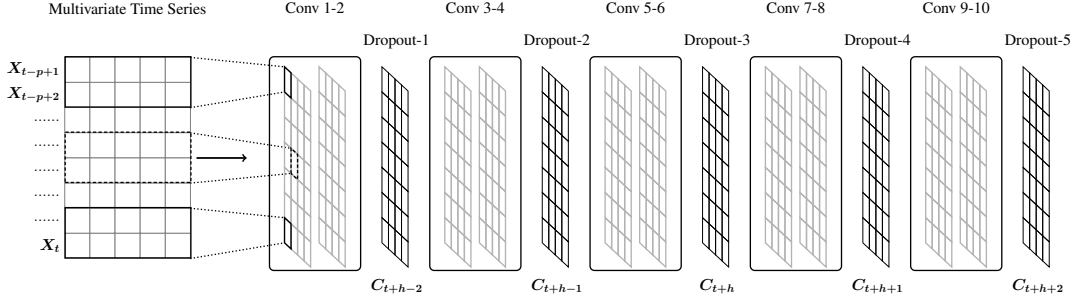 Multivariate Time Series
Conv 1-2
Conv 3-4
Conv 5-6
Conv 7-8
Conv 9-10
Dropout-1
Dropout-2
Dropout-3
Dropout-4
Dropout-5
X_{t-p+1}
X_{t-p+2}
......
......
......
......
......
X_t
C_{t+h-2}
C_{t+h-1}
C_{t+h}
C_{t+h+1}
C_{t+h+2}